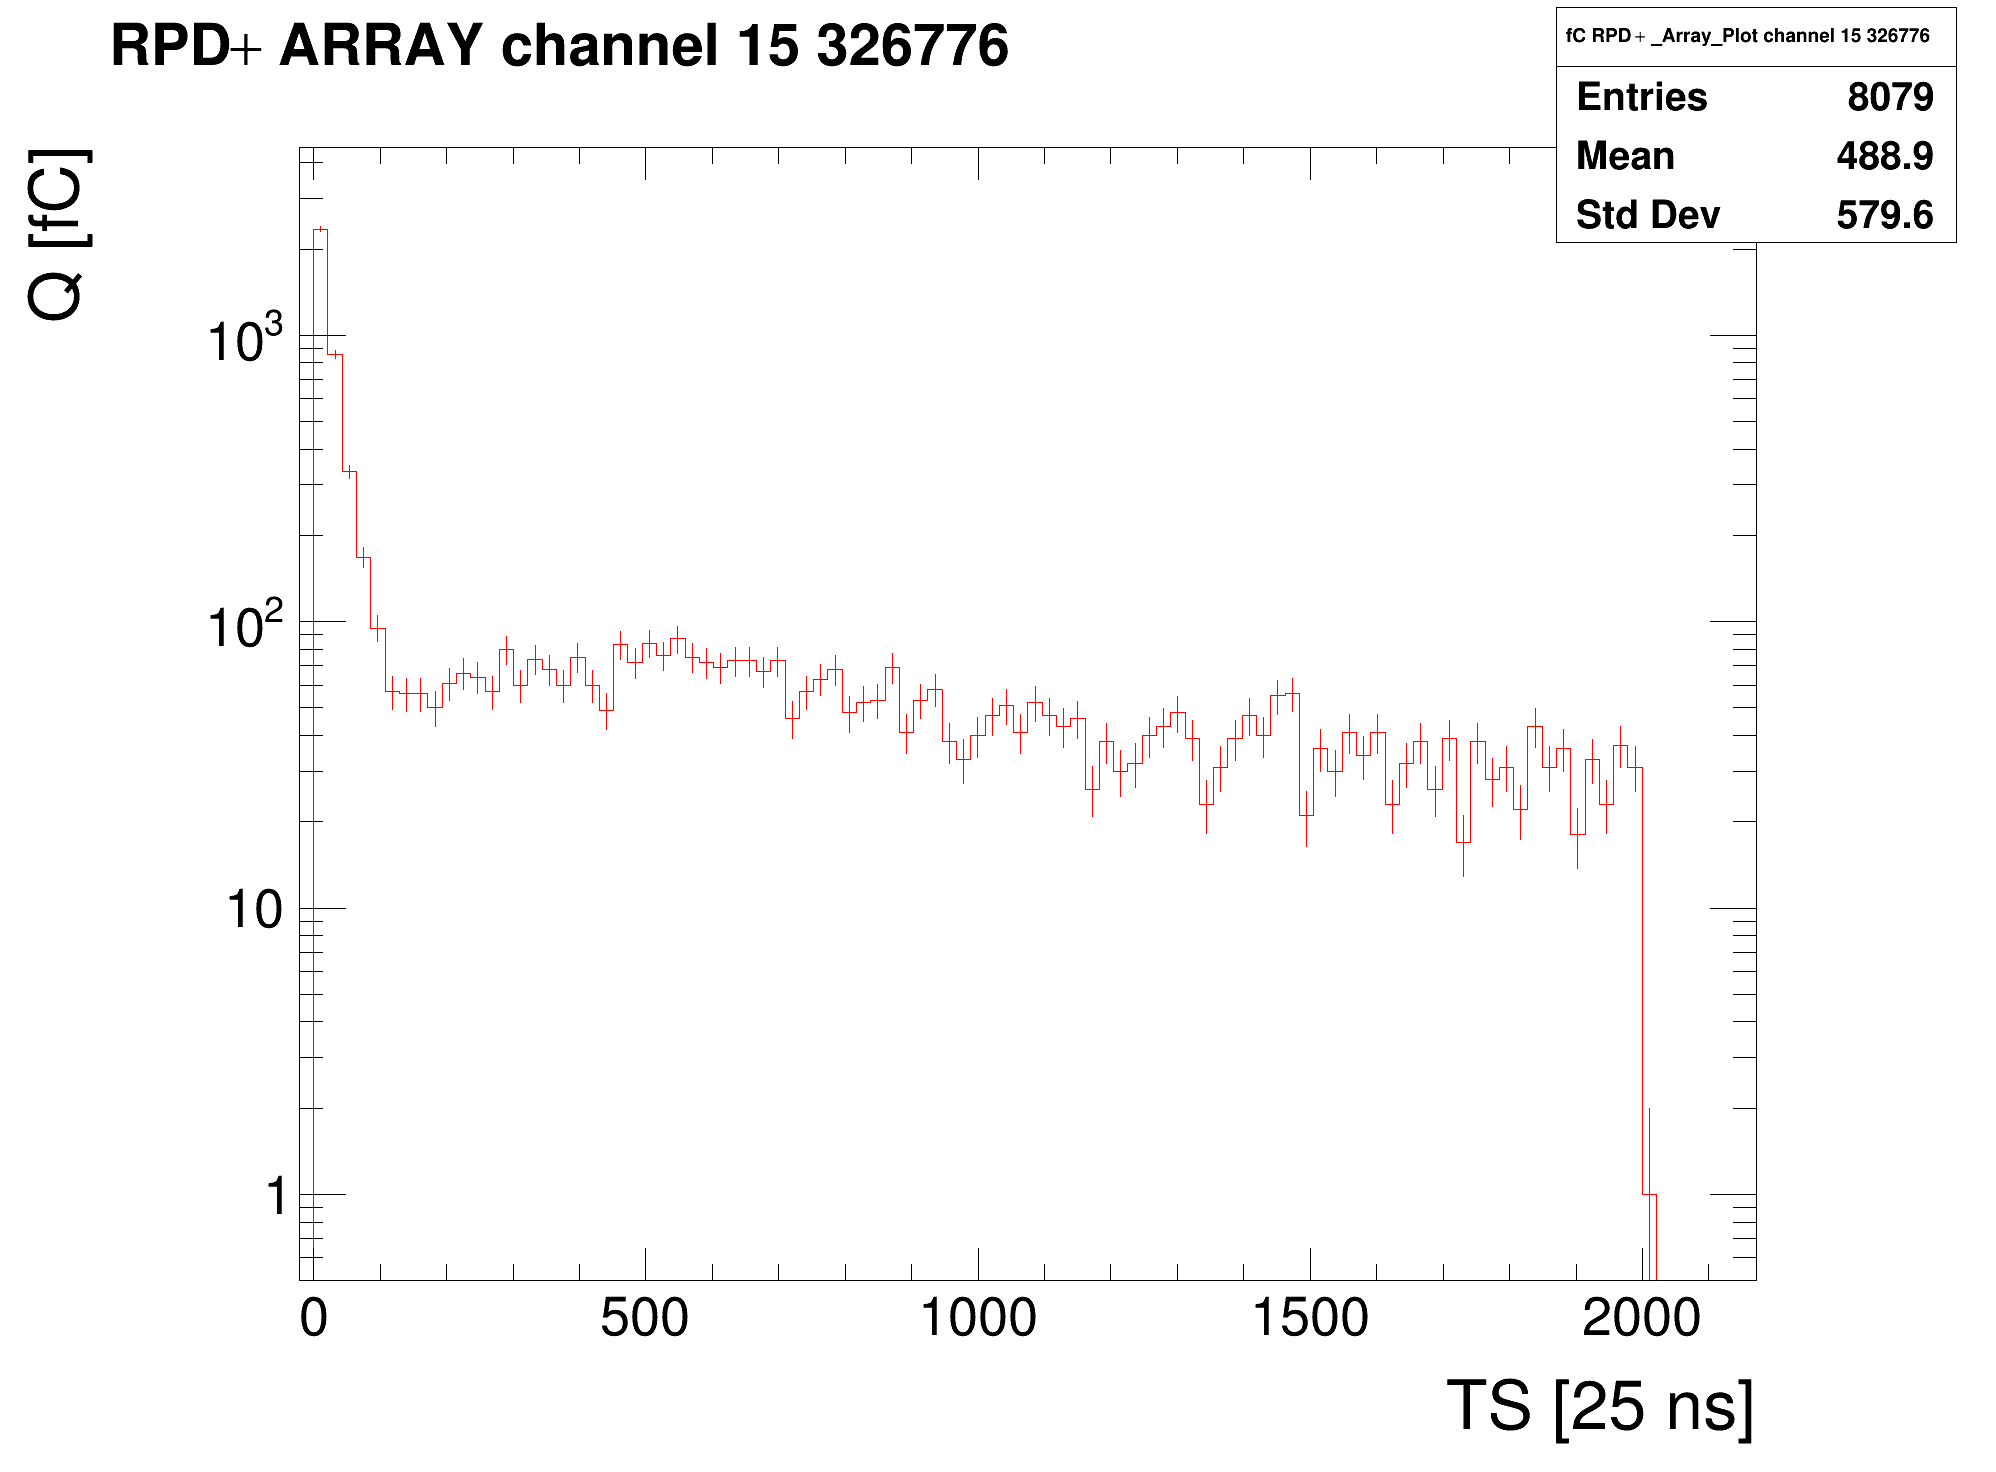 RPD+ ARRAY channel 15 326776
fC RPD+ _Array_Plot channel 15 326776
Entries 8079
Mean 488.9
Std Dev 579.6
Q [fC]
10³
10²
10
1
0 500 1000 1500 2000
TS [25 ns]